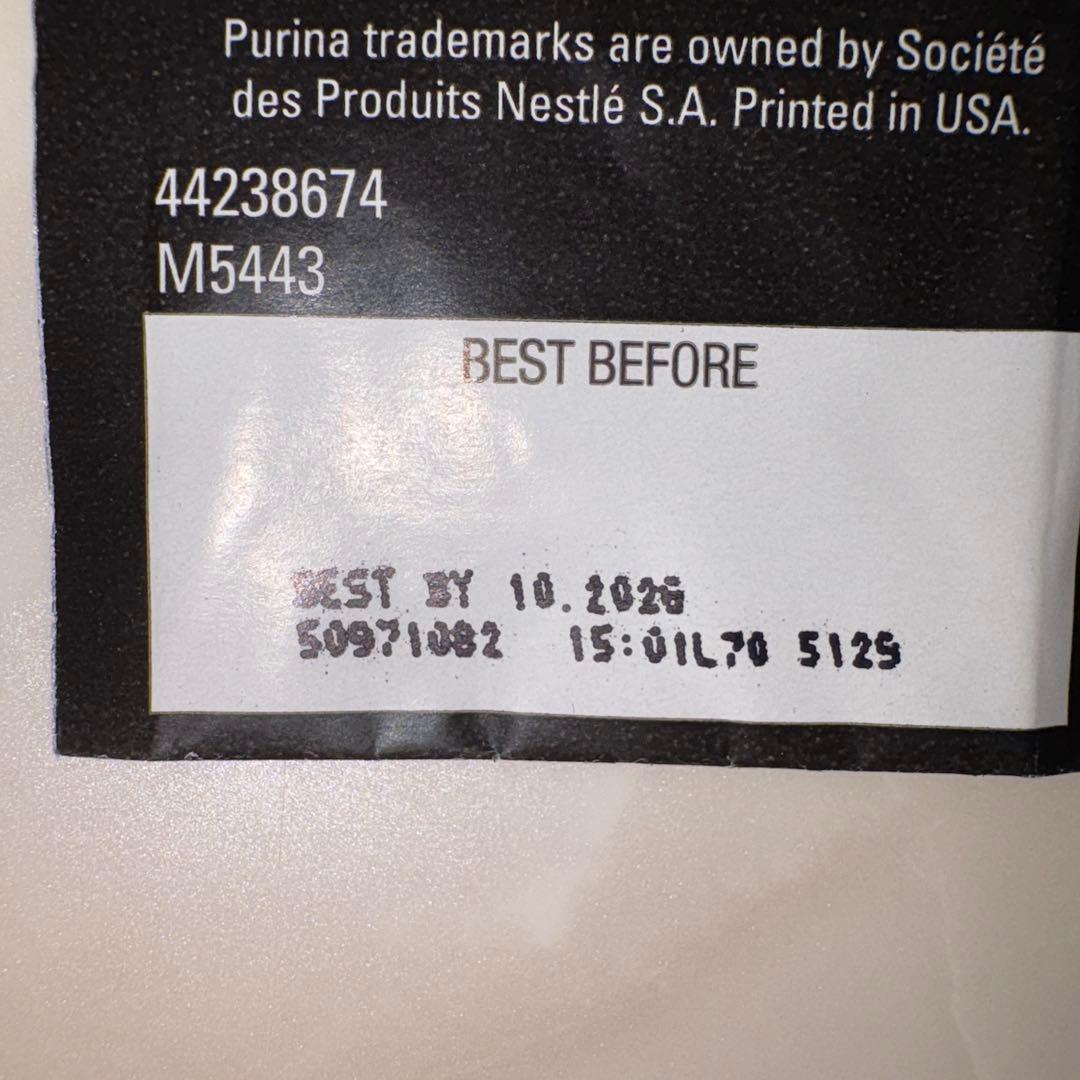 Purina trademarks are owned by Société
des Produits Nestlé S.A. Printed in USA.
44238674
M5443
BEST BEFORE
BEST BY 10.2026
50971082 15:01L70 5129